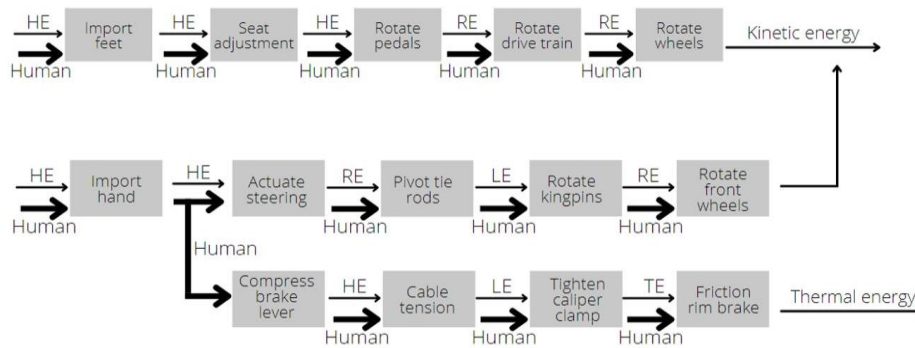 HE HE HE RE RE
Import feet
Seat adjustment
Rotate pedals
Rotate drive train
Rotate wheels
Kinetic energy
Human Human Human Human Human
HE HE RE LE RE
Import hand
Actuate steering
Pivot tie rods
Rotate kingpins
Rotate front wheels
Human Human Human Human
Human
Compress brake lever
HE LE TE
Cable tension
Tighten caliper clamp
Friction rim brake
Thermal energy
Human Human Human